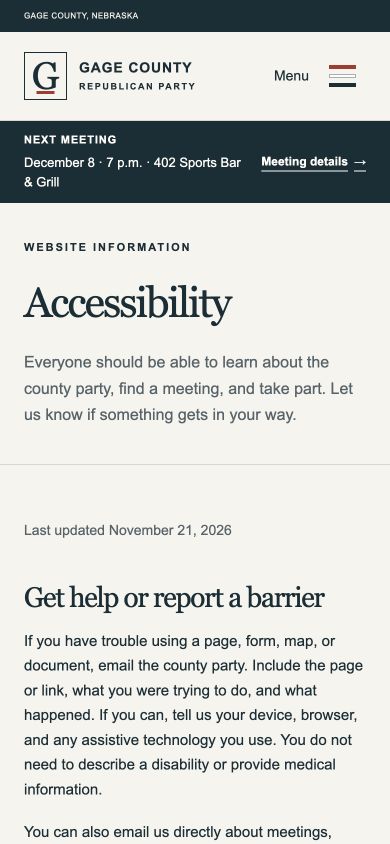 GAGE COUNTY, NEBRASKA
G
GAGE COUNTY
REPUBLICAN PARTY
Menu
NEXT MEETING
December 8 · 7 p.m. · 402 Sports Bar
& Grill
Meeting details →
WEBSITE INFORMATION
Accessibility
Everyone should be able to learn about the
county party, find a meeting, and take part. Let
us know if something gets in your way.
Last updated November 21, 2026
Get help or report a barrier
If you have trouble using a page, form, map, or
document, email the county party. Include the page
or link, what you were trying to do, and what
happened. If you can, tell us your device, browser,
and any assistive technology you use. You do not
need to describe a disability or provide medical
information.
You can also email us directly about meetings,